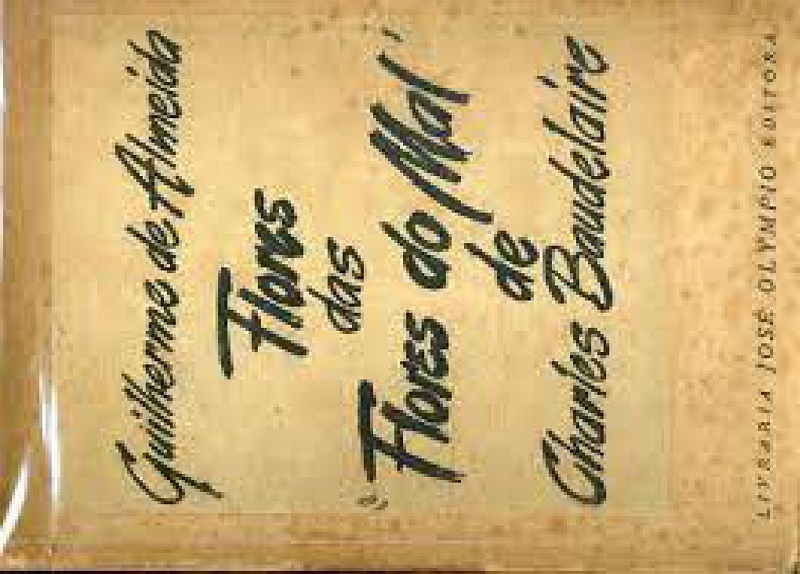 Guilherme de Almeida
Flores
das
"Flores do Mal"
de
Charles Baudelaire
LIVRARIA JOSÉ OLYMPIO EDITORA